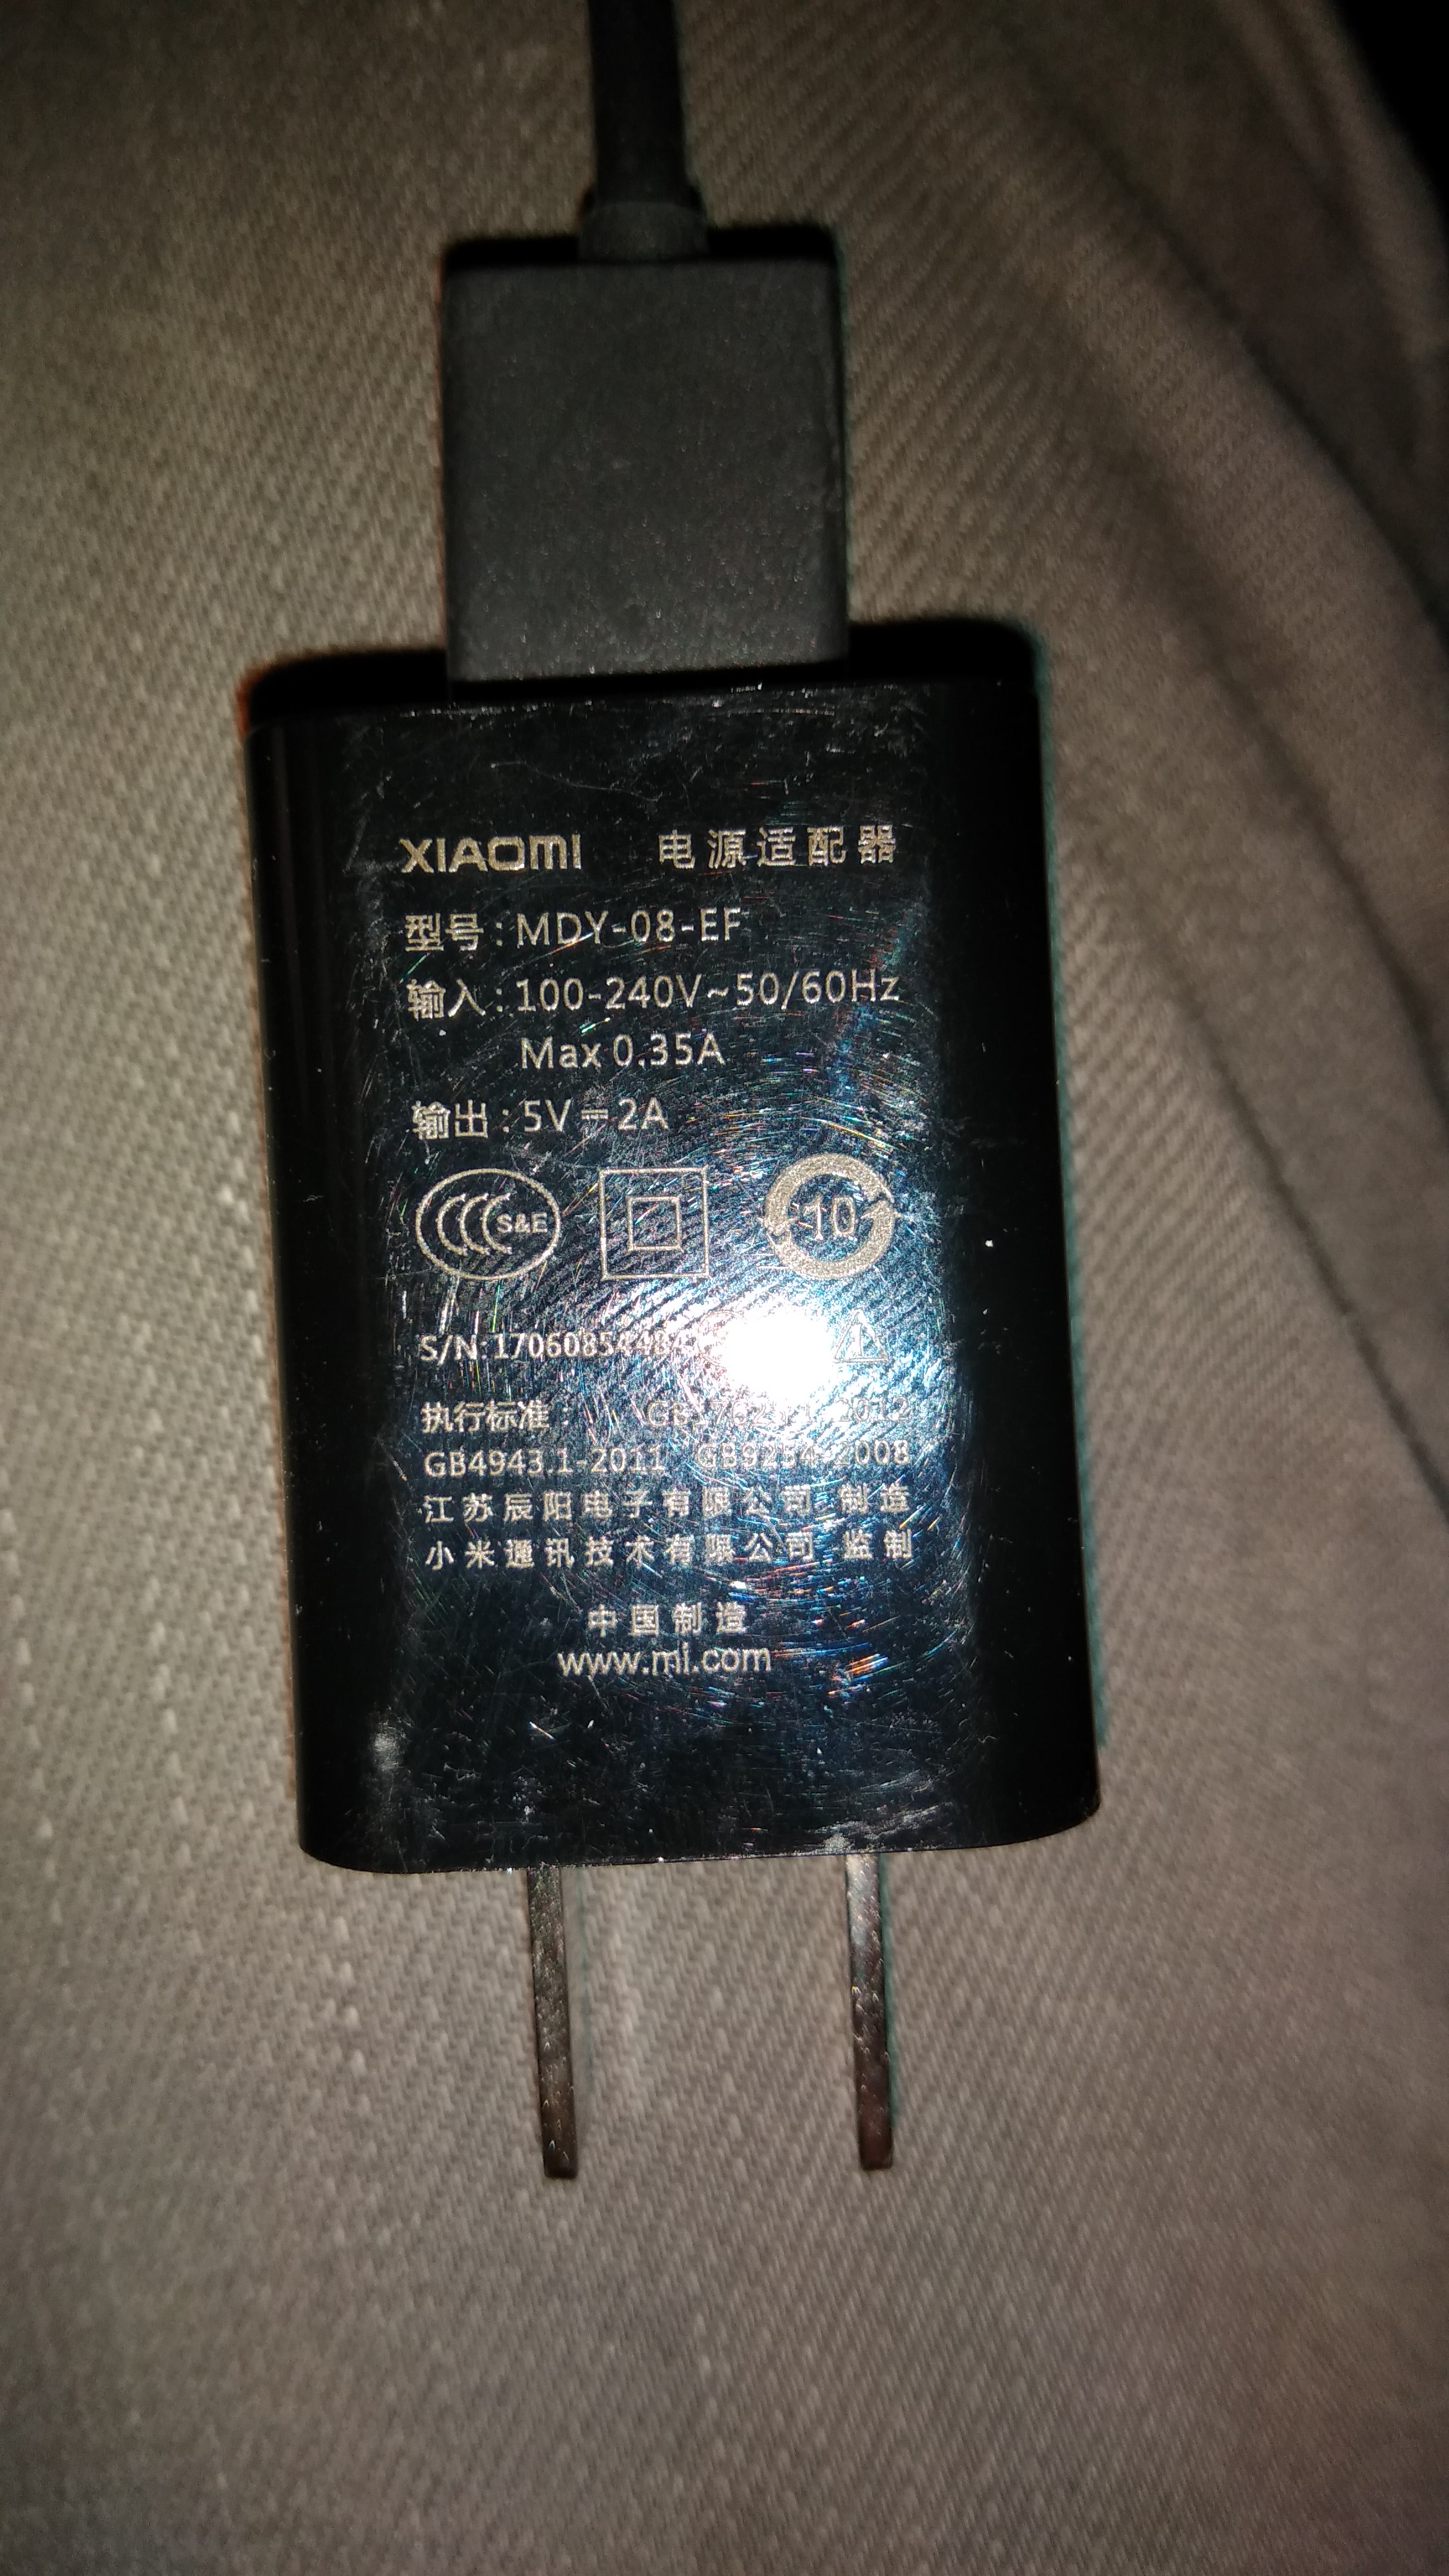 XIAOMI 电源适配器
型号:MDY-08-EF
输入:100-240V~50/60Hz
Max 0.35A
输出:5V⎓2A
S&E
10
S/N:
执行标准:
GB4943.1-2011 GB9254-2008
江苏辰阳电子有限公司 制造
小米通讯技术有限公司 监制
中国制造
www.mi.com